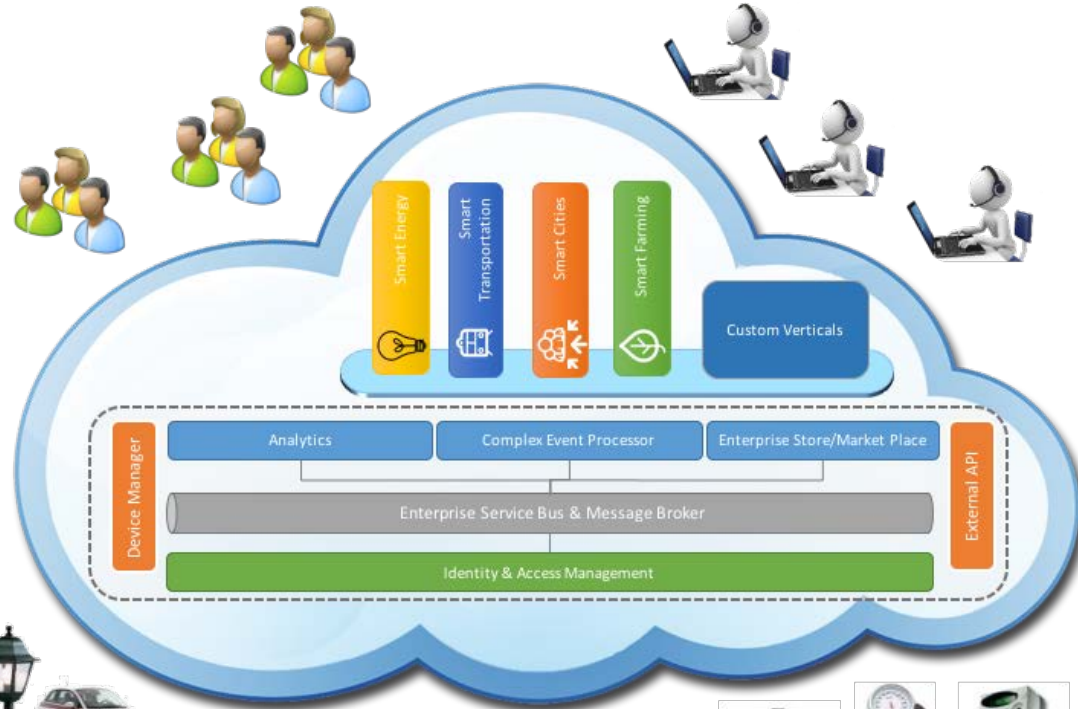 Smart Energy
Smart
Transportation
Smart Cities
Smart Farming
Custom Verticals
Device Manager
Analytics
Complex Event Processor
Enterprise Store/Market Place
External API
Enterprise Service Bus & Message Broker
Identity & Access Management